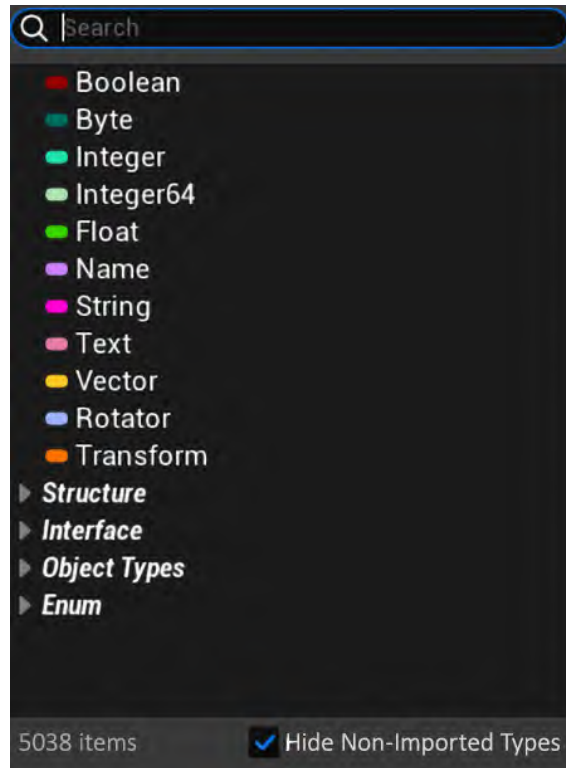 Search
Boolean
Byte
Integer
Integer64
Float
Name
String
Text
Vector
Rotator
Transform
Structure
Interface
Object Types
Enum
5038 items Hide Non-Imported Types